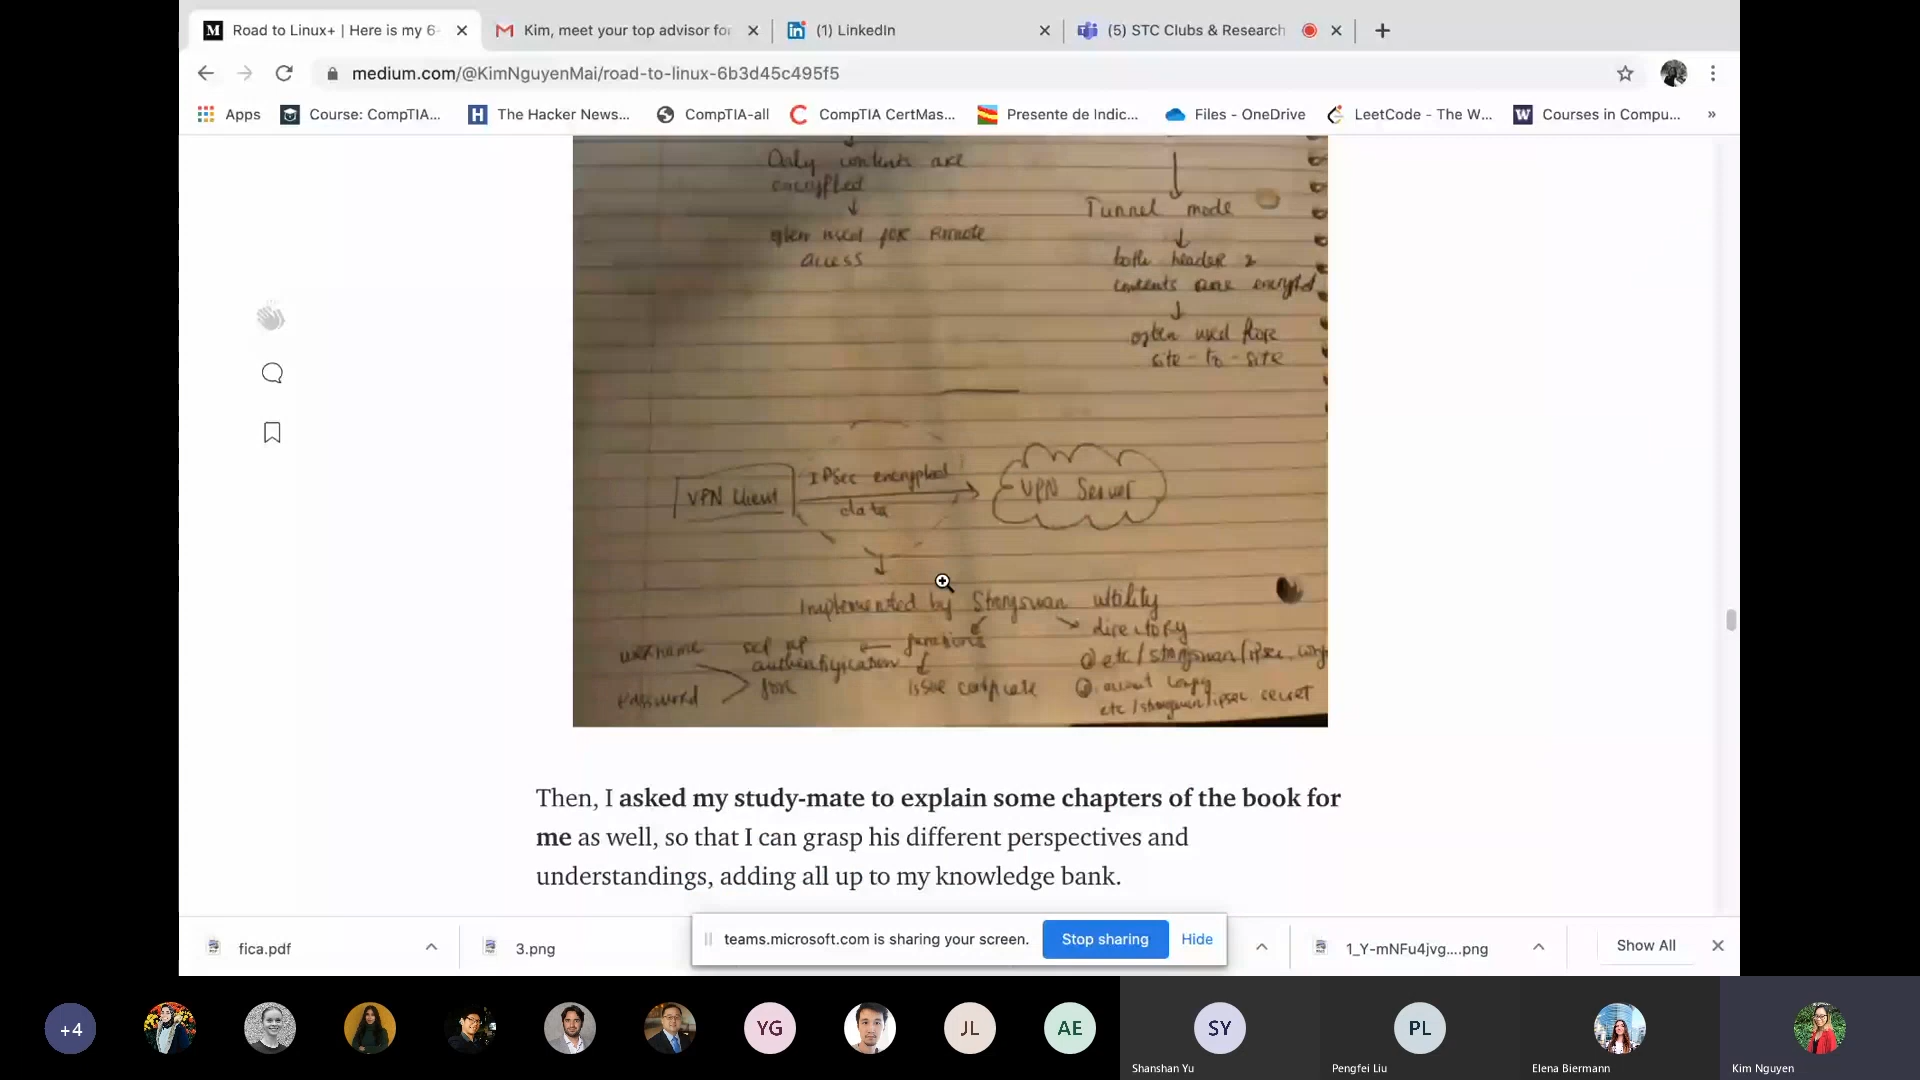 Road to Linux+ | Here is my 6-
Kim, meet your top advisor for
(1) LinkedIn
(5) STC Clubs & Research
medium.com/@KimNguyenMai/road-to-linux-6b3d45c495f5
Apps
Course: CompTIA...
The Hacker News...
CompTIA-all
CompTIA CertMas...
Presente de Indic...
Files - OneDrive
LeetCode - The W...
Courses in Compu...
»
Only contents are
encrypted
often used for remote
access
Tunnel mode
both header &
contents are encrypted
often used for
site-to-site
VPN Client
IPSec encrypted
data
VPN Server
Implemented by Strongswan utility
functions
directory
username
password
set up
authentification
for
issue certificate
① etc/strongswan/ipsec.
②
etc/strongswan/ipsec. secret
Then, I asked my study-mate to explain some chapters of the book for
me as well, so that I can grasp his different perspectives and
understandings, adding all up to my knowledge bank.
fica.pdf
3.png
teams.microsoft.com is sharing your screen.
Stop sharing
Hide
1_Y-mNFu4jvg....png
Show All
+4
YG
JL
AE
SY
Shanshan Yu
PL
Pengfei Liu
Elena Biermann
Kim Nguyen